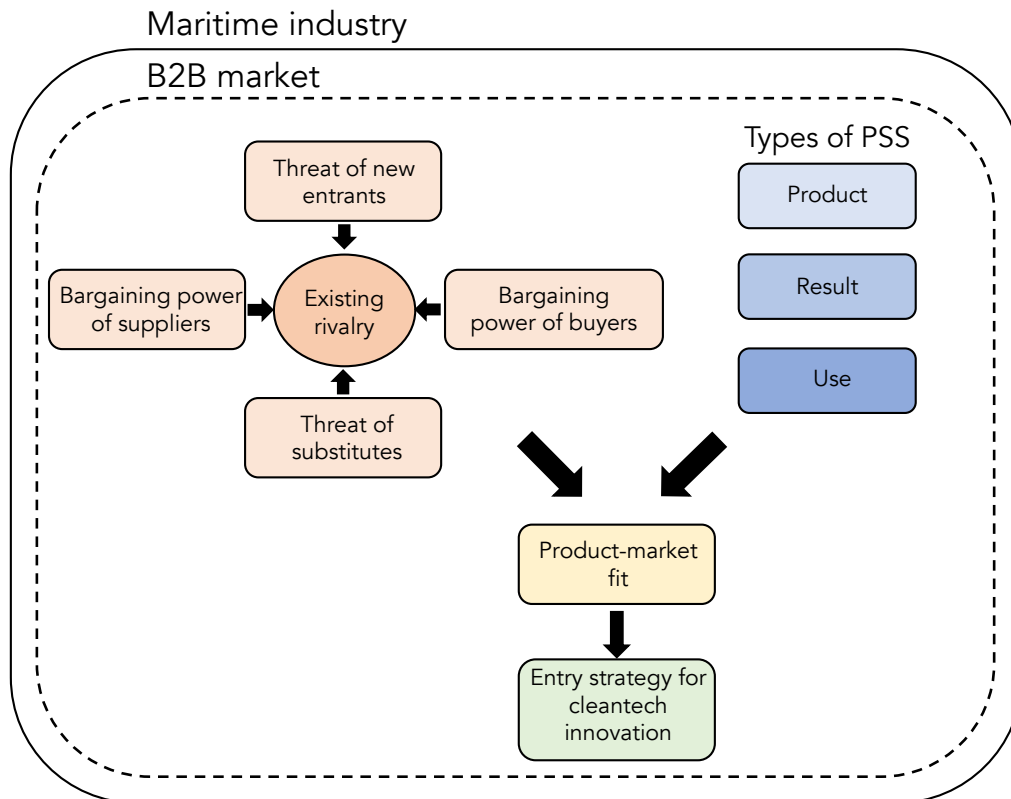 Maritime industry
B2B market
Threat of new
entrants
Bargaining power
of suppliers
Existing
rivalry
Bargaining
power of buyers
Threat of
substitutes
Types of PSS
Product
Result
Use
Product-market
fit
Entry strategy for
cleantech
innovation